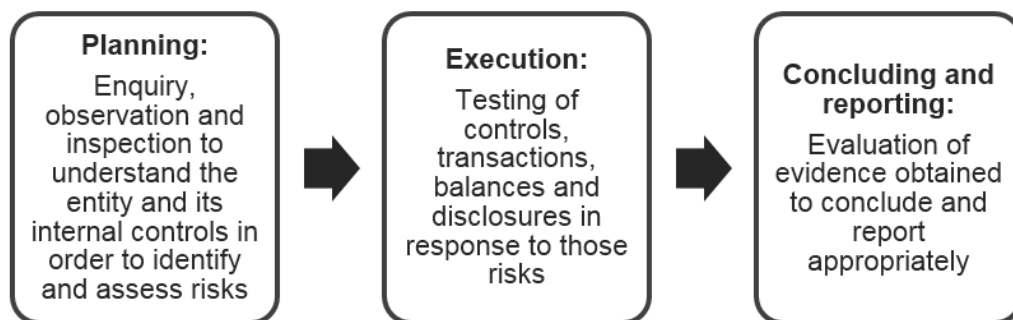 Planning:
Enquiry,
observation and
inspection to
understand the
entity and its
internal controls in
order to identify
and assess risks
Execution:
Testing of
controls,
transactions,
balances and
disclosures in
response to those
risks
Concluding and
reporting:
Evaluation of
evidence obtained
to conclude and
report
appropriately